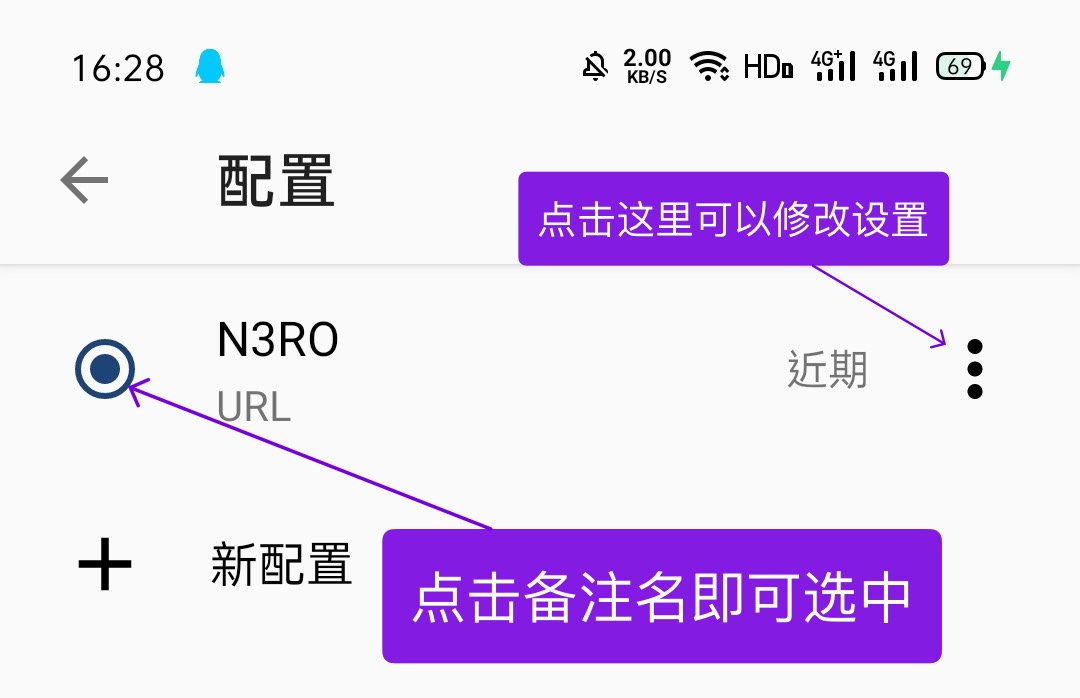 16:28
2.00
KB/S
HD
4G+
4G
69
配置
点击这里可以修改设置
N3RO
近期
URL
新配置
点击备注名即可选中